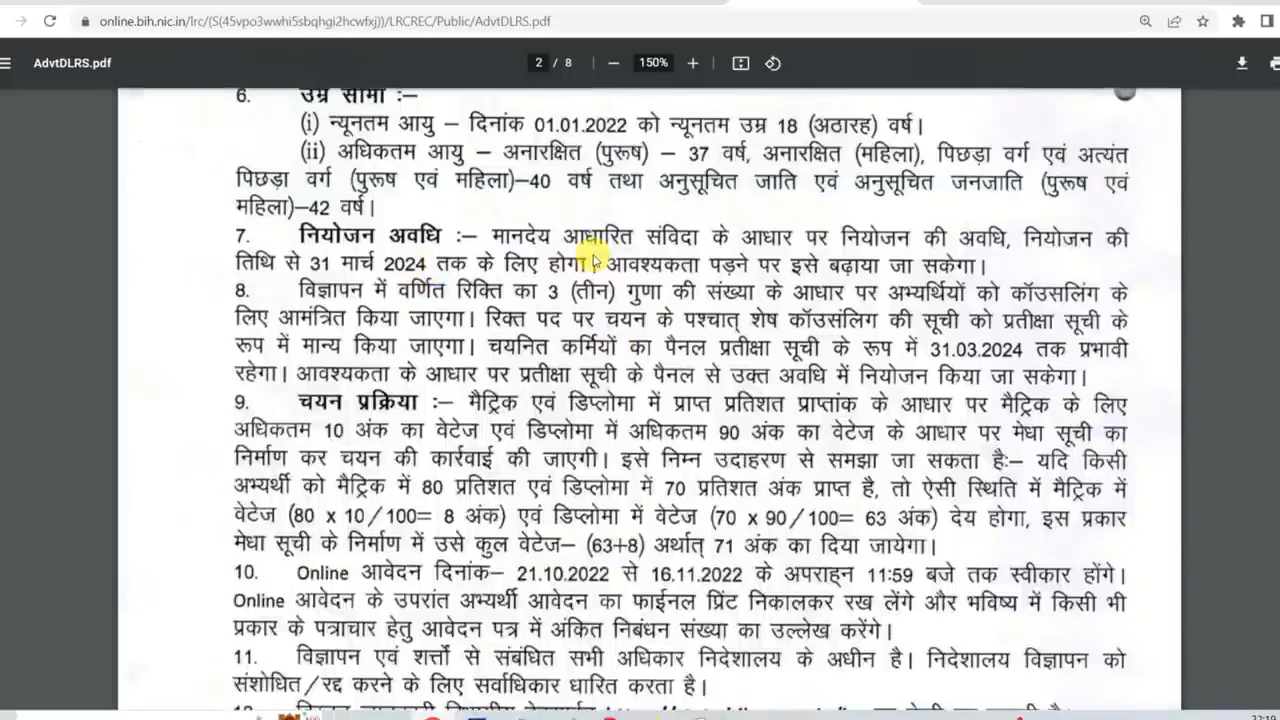 online.bih.nic.in/lrc/(S(45vpo3wwhi5sbqhgi2hcwfxj))/LRCREC/Public/AdvtDLRS.pdf
AdvtDLRS.pdf 2 / 8 150%
6. उम्र सीमा :–
(i) न्यूनतम आयु – दिनांक 01.01.2022 को न्यूनतम उम्र 18 (अठारह) वर्ष।
(ii) अधिकतम आयु – अनारक्षित (पुरूष) – 37 वर्ष, अनारक्षित (महिला), पिछड़ा वर्ग एवं अत्यंत
पिछड़ा वर्ग (पुरूष एवं महिला)–40 वर्ष तथा अनुसूचित जाति एवं अनुसूचित जनजाति (पुरूष एवं
महिला)–42 वर्ष।
7. नियोजन अवधि :– मानदेय आधारित संविदा के आधार पर नियोजन की अवधि, नियोजन की
तिथि से 31 मार्च 2024 तक के लिए होगा। आवश्यकता पड़ने पर इसे बढ़ाया जा सकेगा।
8. विज्ञापन में वर्णित रिक्ति का 3 (तीन) गुणा की संख्या के आधार पर अभ्यर्थियों को कॉउसलिंग के
लिए आमंत्रित किया जाएगा। रिक्त पद पर चयन के पश्चात् शेष कॉउसंलिग की सूची को प्रतीक्षा सूची के
रूप में मान्य किया जाएगा। चयनित कर्मियों का पैनल प्रतीक्षा सूची के रूप में 31.03.2024 तक प्रभावी
रहेगा। आवश्यकता के आधार पर प्रतीक्षा सूची के पैनल से उक्त अवधि में नियोजन किया जा सकेगा।
9. चयन प्रक्रिया :– मैट्रिक एवं डिप्लोमा में प्राप्त प्रतिशत प्राप्तांक के आधार पर मैट्रिक के लिए
अधिकतम 10 अंक का वेटेज एवं डिप्लोमा में अधिकतम 90 अंक का वेटेज के आधार पर मेधा सूची का
निर्माण कर चयन की कार्रवाई की जाएगी। इसे निम्न उदाहरण से समझा जा सकता है:– यदि किसी
अभ्यर्थी को मैट्रिक में 80 प्रतिशत एवं डिप्लोमा में 70 प्रतिशत अंक प्राप्त है, तो ऐसी स्थिति में मैट्रिक में
वेटेज (80 x 10/100= 8 अंक) एवं डिप्लोमा में वेटेज (70 x 90/100= 63 अंक) देय होगा, इस प्रकार
मेधा सूची के निर्माण में उसे कुल वेटेज– (63+8) अर्थात् 71 अंक का दिया जायेगा।
10. Online आवेदन दिनांक– 21.10.2022 से 16.11.2022 के अपराह्न 11:59 बजे तक स्वीकार होंगे।
Online आवेदन के उपरांत अभ्यर्थी आवेदन का फाईनल प्रिंट निकालकर रख लेंगे और भविष्य में किसी भी
प्रकार के पत्राचार हेतु आवेदन पत्र में अंकित निबंधन संख्या का उल्लेख करेंगे।
11. विज्ञापन एवं शर्त्तों से संबंधित सभी अधिकार निदेशालय के अधीन है। निदेशालय विज्ञापन को
संशोधित/रद्द करने के लिए सर्वाधिकार धारित करता है।